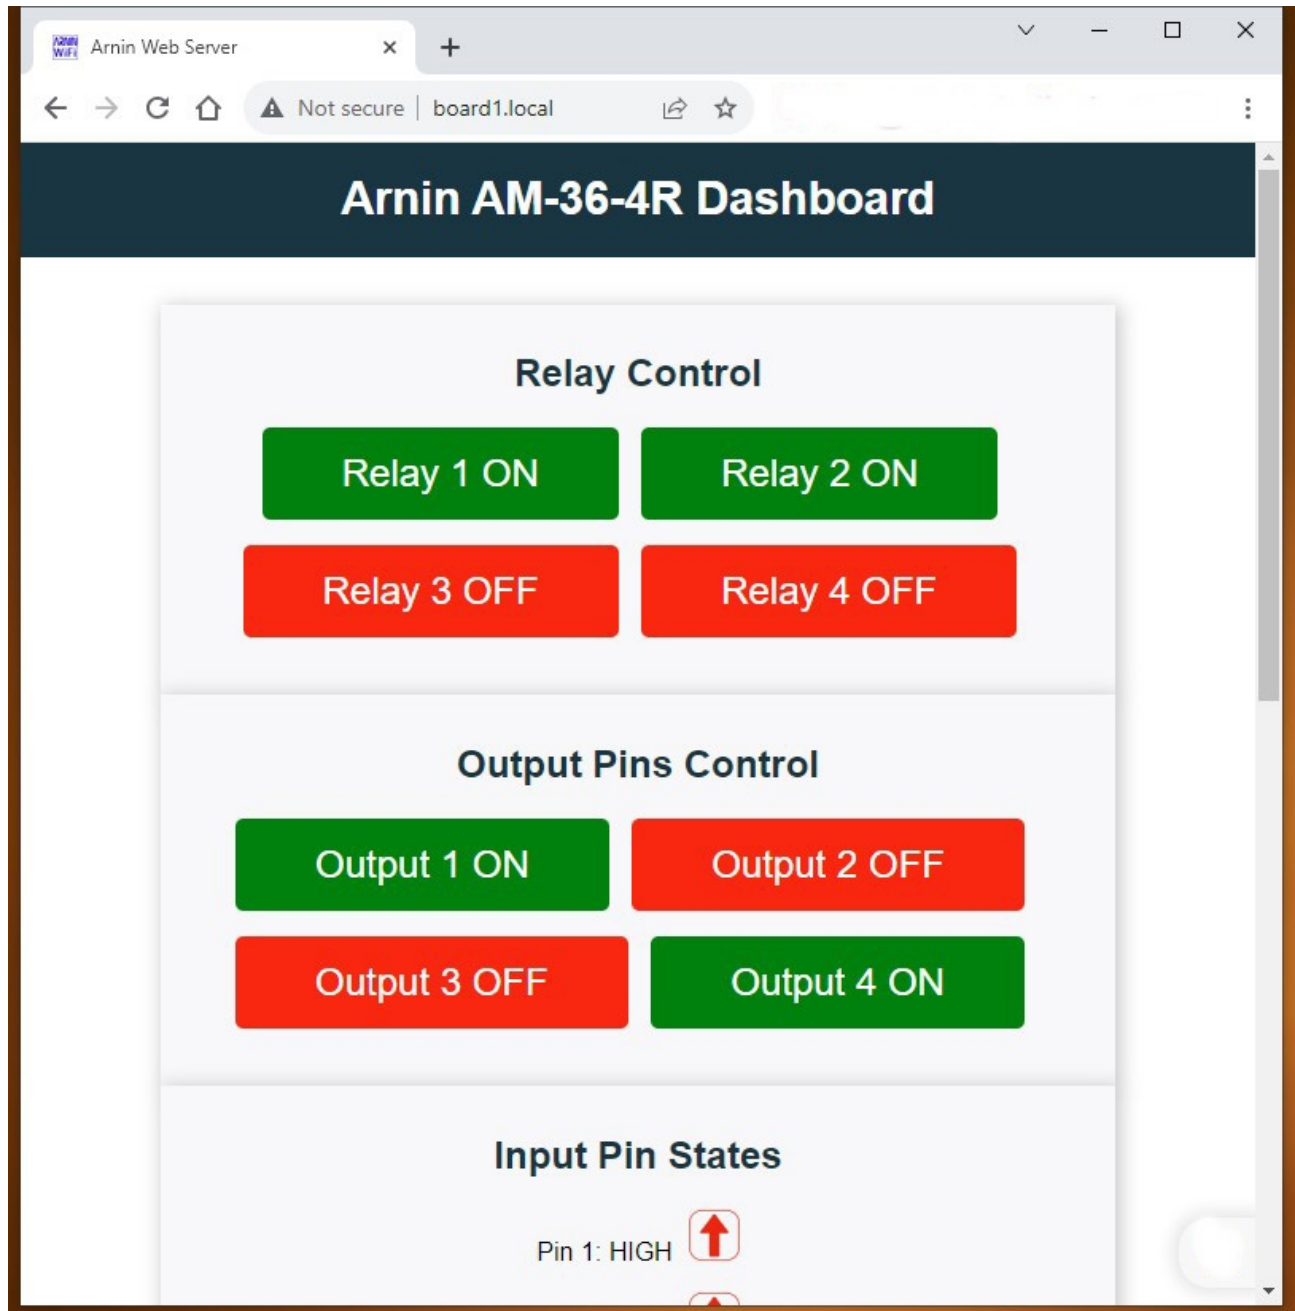 ARNIN
WiFi
Arnin Web Server
Not secure
board1.local
Arnin AM-36-4R Dashboard
Relay Control
Relay 1 ON
Relay 2 ON
Relay 3 OFF
Relay 4 OFF
Output Pins Control
Output 1 ON
Output 2 OFF
Output 3 OFF
Output 4 ON
Input Pin States
Pin 1: HIGH